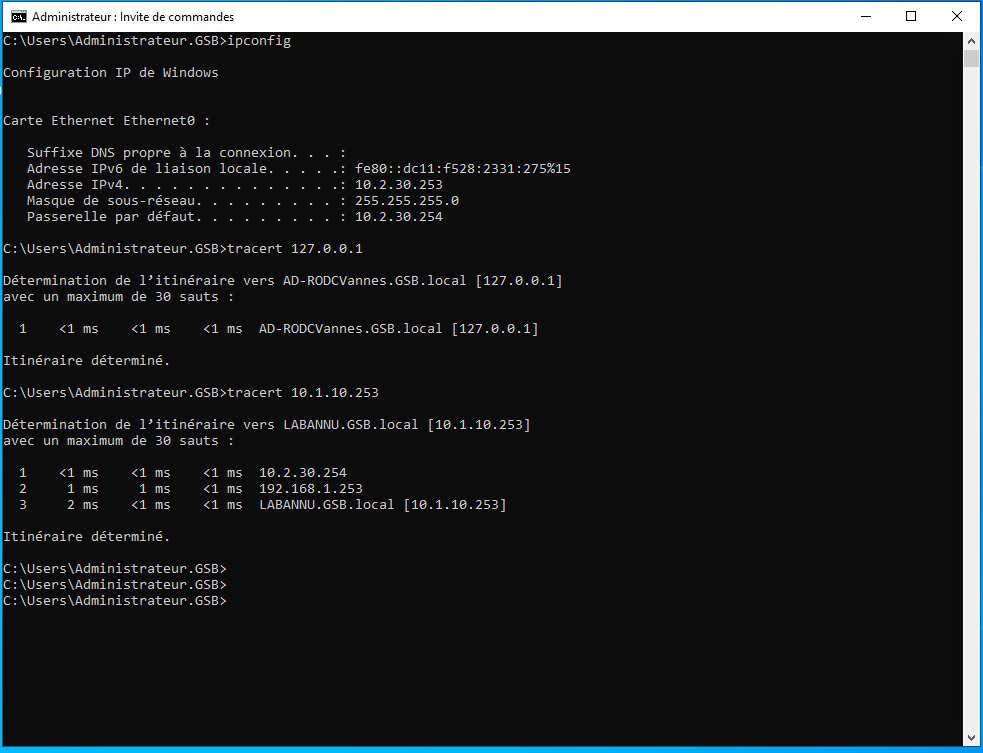 Administrateur : Invite de commandes
C:\Users\Administrateur.GSB>ipconfig
Configuration IP de Windows
Carte Ethernet Ethernet0 :
   Suffixe DNS propre à la connexion. . . :
   Adresse IPv6 de liaison locale. . . . .: fe80::dc11:f528:2331:275%15
   Adresse IPv4. . . . . . . . . . . . . .: 10.2.30.253
   Masque de sous-réseau. . . . . . . . . : 255.255.255.0
   Passerelle par défaut. . . . . . . . . : 10.2.30.254
C:\Users\Administrateur.GSB>tracert 127.0.0.1
Détermination de l’itinéraire vers AD-RODCVannes.GSB.local [127.0.0.1]
avec un maximum de 30 sauts :
  1    <1 ms    <1 ms    <1 ms  AD-RODCVannes.GSB.local [127.0.0.1]
Itinéraire déterminé.
C:\Users\Administrateur.GSB>tracert 10.1.10.253
Détermination de l’itinéraire vers LABANNU.GSB.local [10.1.10.253]
avec un maximum de 30 sauts :
  1    <1 ms    <1 ms    <1 ms  10.2.30.254
  2     1 ms     1 ms    <1 ms  192.168.1.253
  3     2 ms    <1 ms    <1 ms  LABANNU.GSB.local [10.1.10.253]
Itinéraire déterminé.
C:\Users\Administrateur.GSB>
C:\Users\Administrateur.GSB>
C:\Users\Administrateur.GSB>